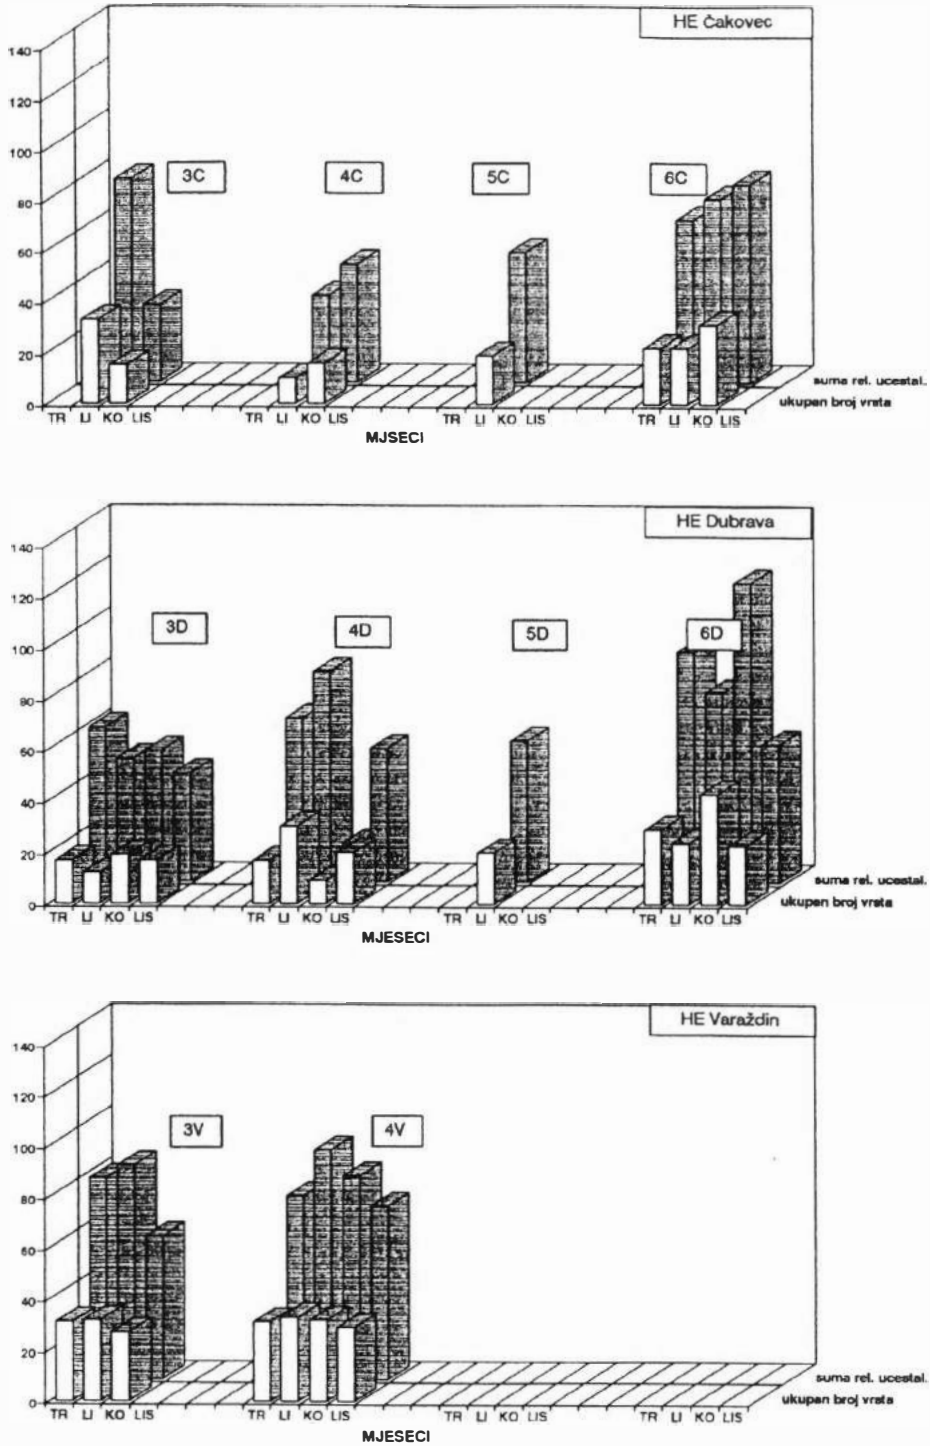 HE Čakovec
140
120
100
80
60
40
20
0
3C
4C
5C
6C
suma rel. ucestal.
ukupan broj vrsta
TR LI KO LIS TR LI KO LIS TR LI KO LIS TR LI KO LIS
MJSECI
HE Dubrava
140
120
100
80
60
40
20
0
3D
4D
5D
6D
suma rel. ucestal.
ukupan broj vrsta
TR LI KO LIS TR LI KO LIS TR LI KO LIS TR LI KO LIS
MJESECI
HE Varaždin
140
120
100
80
60
40
20
0
3V
4V
suma rel. ucestal.
ukupan broj vrsta
TR LI KO LIS TR LI KO LIS TR LI KO LIS TR LI KO LIS
MJESECI